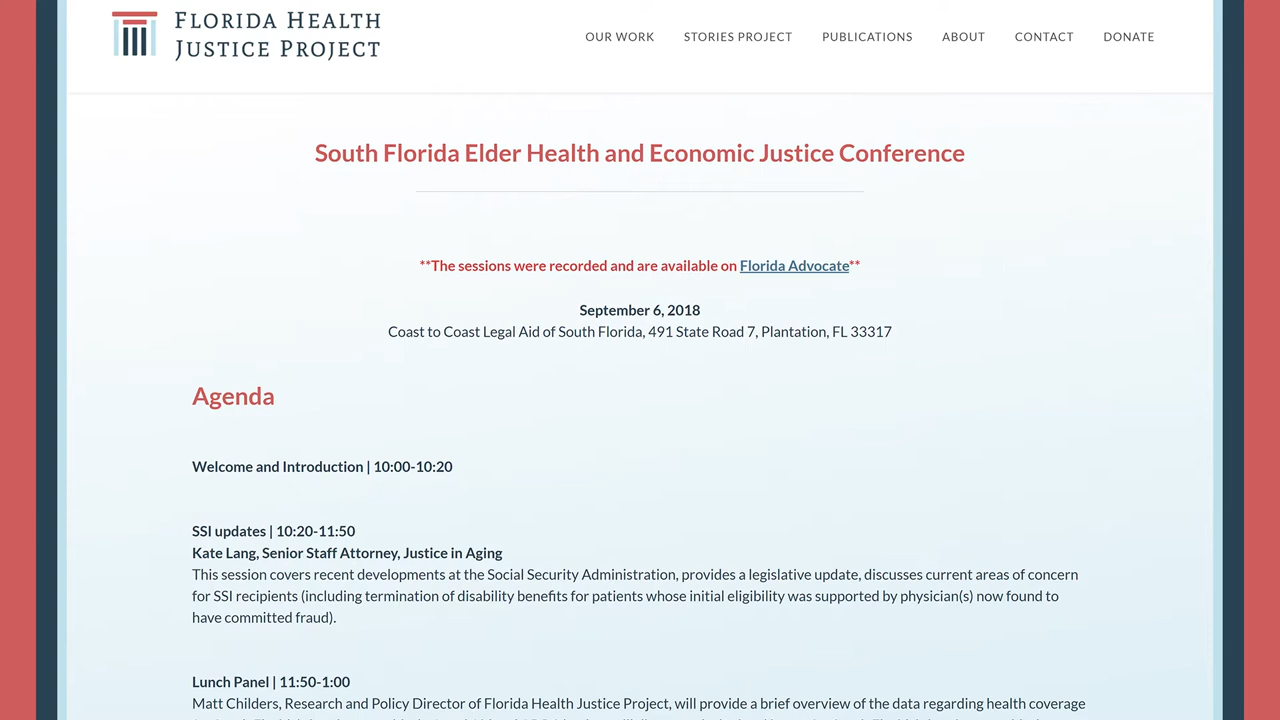 FLORIDA HEALTH
JUSTICE PROJECT
OUR WORK STORIES PROJECT PUBLICATIONS ABOUT CONTACT DONATE
South Florida Elder Health and Economic Justice Conference
**The sessions were recorded and are available on Florida Advocate**
September 6, 2018
Coast to Coast Legal Aid of South Florida, 491 State Road 7, Plantation, FL 33317
Agenda
Welcome and Introduction | 10:00-10:20
SSI updates | 10:20-11:50
Kate Lang, Senior Staff Attorney, Justice in Aging
This session covers recent developments at the Social Security Administration, provides a legislative update, discusses current areas of concern
for SSI recipients (including termination of disability benefits for patients whose initial eligibility was supported by physician(s) now found to
have committed fraud).
Lunch Panel | 11:50-1:00
Matt Childers, Research and Policy Director of Florida Health Justice Project, will provide a brief overview of the data regarding health coverage